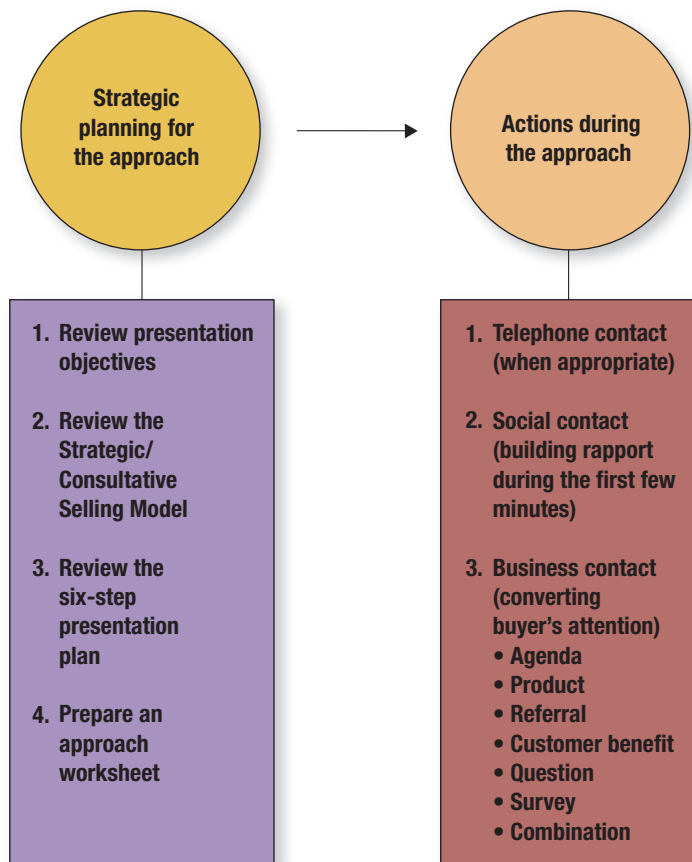 Strategic
planning for
the approach
Actions during
the approach
1. Review presentation
objectives
2. Review the
Strategic/
Consultative
Selling Model
3. Review the
six-step
presentation
plan
4. Prepare an
approach
worksheet
1. Telephone contact
(when appropriate)
2. Social contact
(building rapport
during the first few
minutes)
3. Business contact
(converting
buyer's attention)
• Agenda
• Product
• Referral
• Customer benefit
• Question
• Survey
• Combination